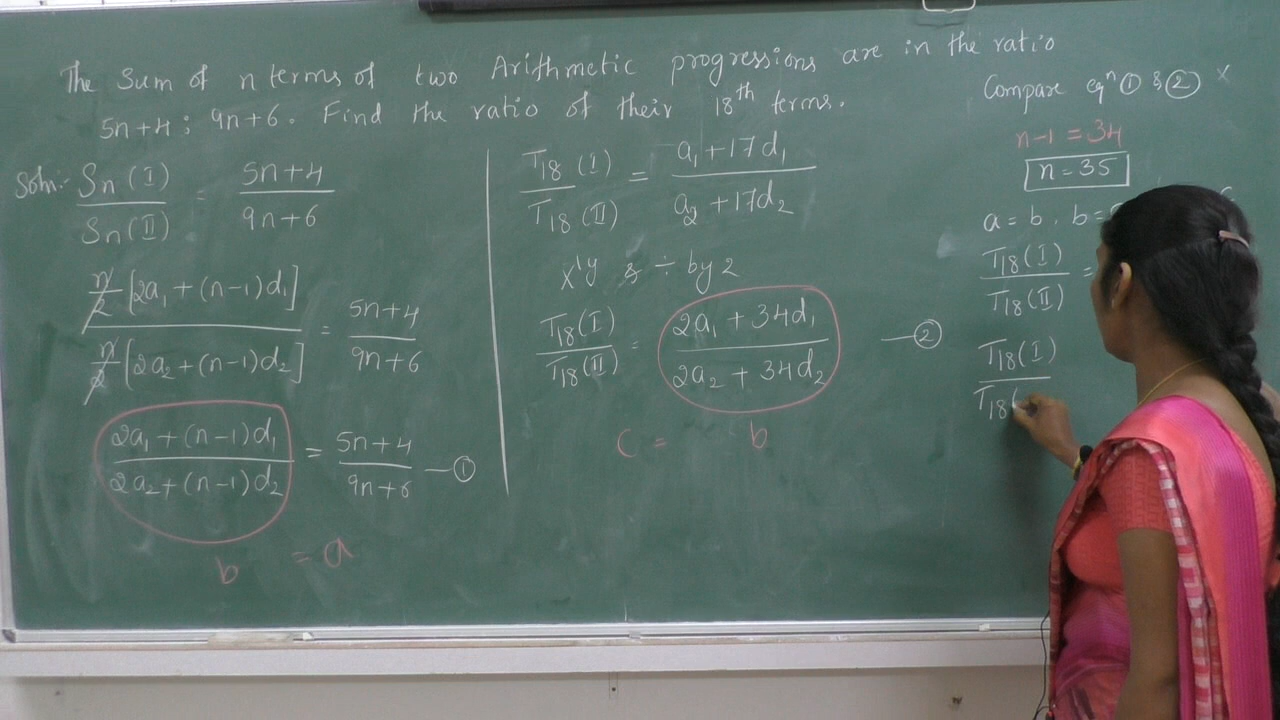 The Sum of n terms of two Arithmetic progressions are in the ratio
5n+4 : 9n+6. Find the ratio of their 18th terms.
Soln:- Sn (I) / Sn (II) = 5n+4 / 9n+6
n/2 [2a1 + (n-1)d1] / n/2 [2a2 + (n-1)d2] = 5n+4 / 9n+6
2a1 + (n-1)d1 / 2a2 + (n-1)d2 = 5n+4 / 9n+6 —①
b = a
T18 (I) / T18 (II) = a1 + 17d1 / a2 + 17d2
x'ly & ÷ by 2
T18 (I) / T18 (II) = 2a1 + 34d1 / 2a2 + 34d2 —②
c = b
Compare eqn ① & ②
n-1 = 34
n = 35
a = b, b =
T18 (I) / T18 (II) =
T18 (I) / T18 (